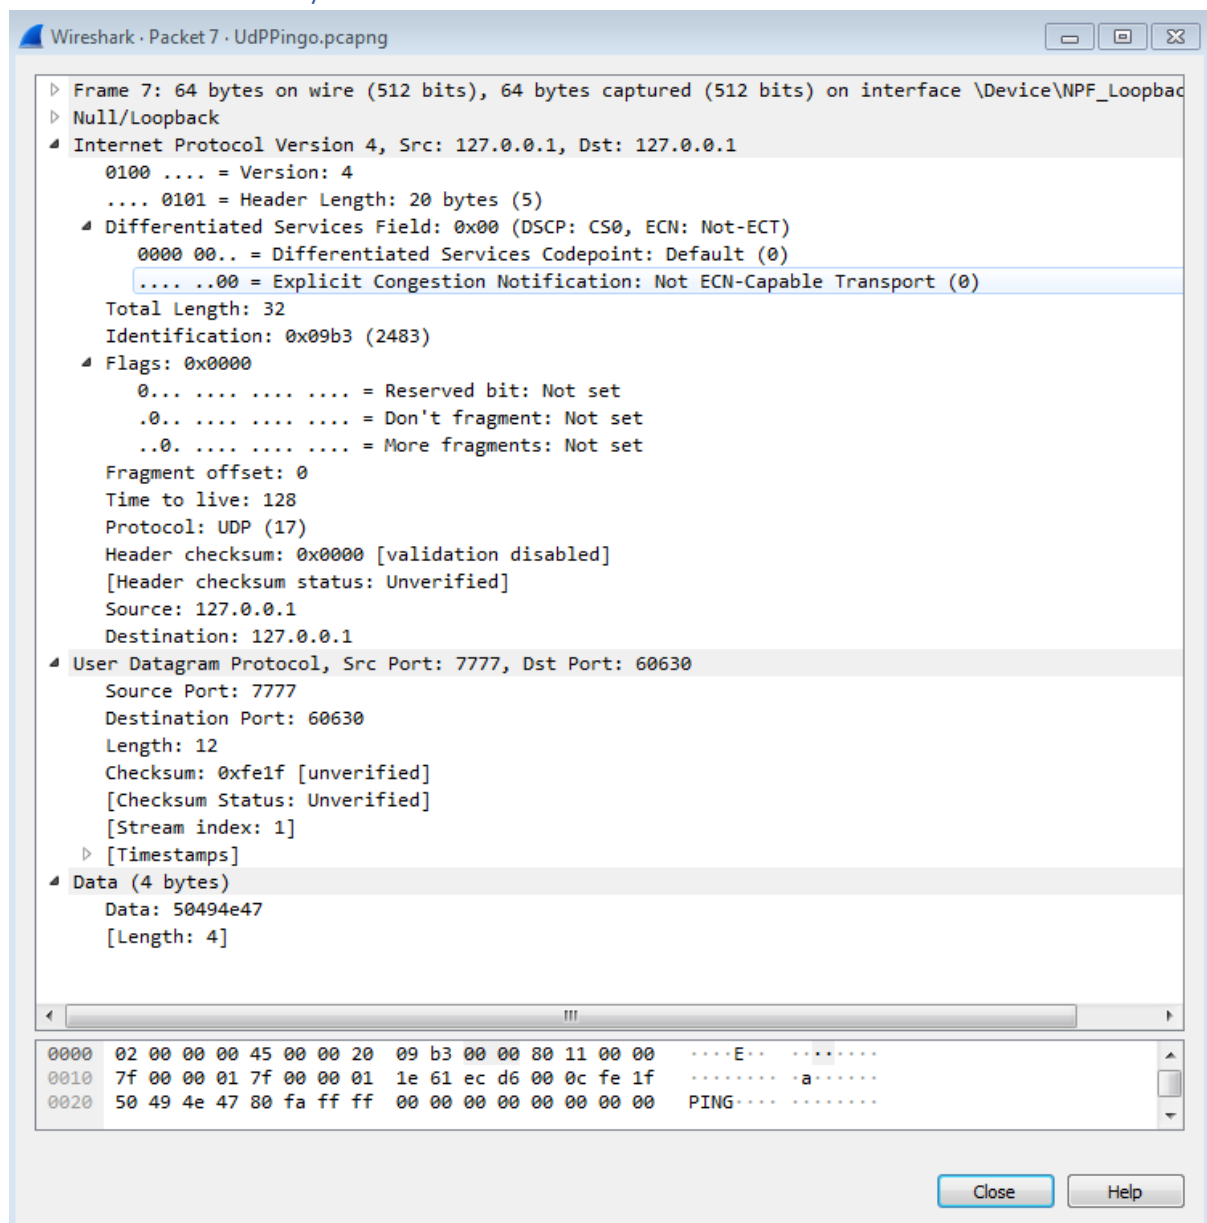 Wireshark · Packet 7 · UdPPingo.pcapng
Frame 7: 64 bytes on wire (512 bits), 64 bytes captured (512 bits) on interface \Device\NPF_Loopbac
Null/Loopback
Internet Protocol Version 4, Src: 127.0.0.1, Dst: 127.0.0.1
0100 .... = Version: 4
.... 0101 = Header Length: 20 bytes (5)
Differentiated Services Field: 0x00 (DSCP: CS0, ECN: Not-ECT)
0000 00.. = Differentiated Services Codepoint: Default (0)
.... ..00 = Explicit Congestion Notification: Not ECN-Capable Transport (0)
Total Length: 32
Identification: 0x09b3 (2483)
Flags: 0x0000
0... .... .... .... = Reserved bit: Not set
.0.. .... .... .... = Don't fragment: Not set
..0. .... .... .... = More fragments: Not set
Fragment offset: 0
Time to live: 128
Protocol: UDP (17)
Header checksum: 0x0000 [validation disabled]
[Header checksum status: Unverified]
Source: 127.0.0.1
Destination: 127.0.0.1
User Datagram Protocol, Src Port: 7777, Dst Port: 60630
Source Port: 7777
Destination Port: 60630
Length: 12
Checksum: 0xfe1f [unverified]
[Checksum Status: Unverified]
[Stream index: 1]
[Timestamps]
Data (4 bytes)
Data: 50494e47
[Length: 4]
0000 02 00 00 00 45 00 00 20 09 b3 00 00 80 11 00 00 ····E·· ········
0010 7f 00 00 01 7f 00 00 01 1e 61 ec d6 00 0c fe 1f ········ ·a······
0020 50 49 4e 47 80 fa ff ff 00 00 00 00 00 00 00 00 PING···· ········
Close Help